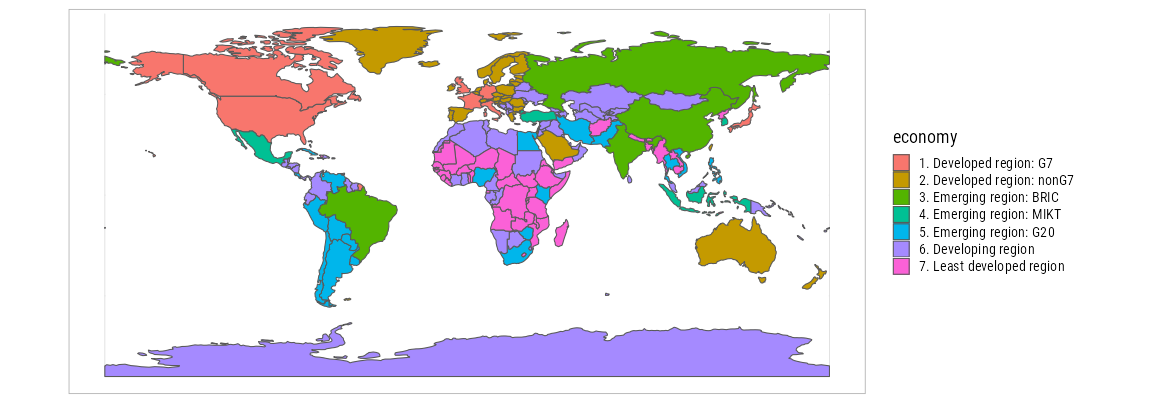 economy
1. Developed region: G7
2. Developed region: nonG7
3. Emerging region: BRIC
4. Emerging region: MIKT
5. Emerging region: G20
6. Developing region
7. Least developed region